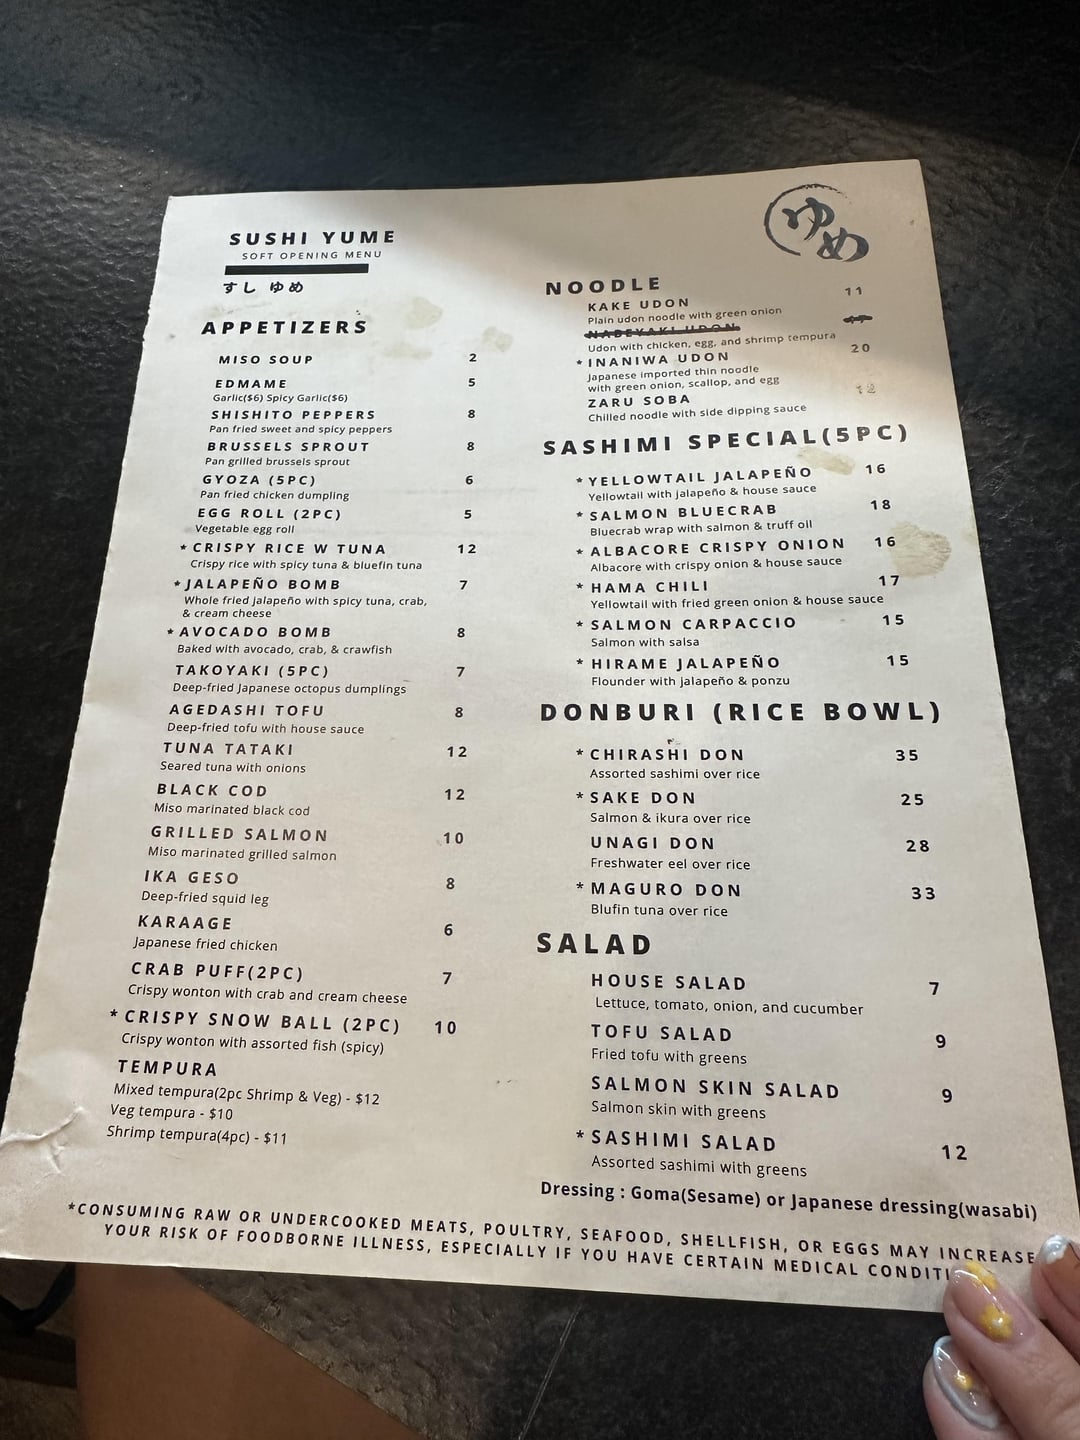 SUSHI YUME
SOFT OPENING MENU
すし ゆめ
ゆめ
APPETIZERS
MISO SOUP 2
EDMAME 5
Garlic($6) Spicy Garlic($6)
SHISHITO PEPPERS 8
Pan fried sweet and spicy peppers
BRUSSELS SPROUT 8
Pan grilled brussels sprout
GYOZA (5PC) 6
Pan fried chicken dumpling
EGG ROLL (2PC) 5
Vegetable egg roll
* CRISPY RICE W TUNA 12
Crispy rice with spicy tuna & bluefin tuna
* JALAPEÑO BOMB 7
Whole fried jalapeño with spicy tuna, crab,
& cream cheese
* AVOCADO BOMB 8
Baked with avocado, crab, & crawfish
TAKOYAKI (5PC) 7
Deep-fried Japanese octopus dumplings
AGEDASHI TOFU 8
Deep-fried tofu with house sauce
TUNA TATAKI 12
Seared tuna with onions
BLACK COD 12
Miso marinated black cod
GRILLED SALMON 10
Miso marinated grilled salmon
IKA GESO 8
Deep-fried squid leg
KARAAGE 6
Japanese fried chicken
CRAB PUFF(2PC) 7
Crispy wonton with crab and cream cheese
* CRISPY SNOW BALL (2PC) 10
Crispy wonton with assorted fish (spicy)
TEMPURA
Mixed tempura(2pc Shrimp & Veg) - $12
Veg tempura - $10
Shrimp tempura(4pc) - $11
NOODLE
KAKE UDON 11
Plain udon noodle with green onion
NABEYAKI UDON
Udon with chicken, egg, and shrimp tempura
* INANIWA UDON 20
Japanese imported thin noodle
with green onion, scallop, and egg
ZARU SOBA 12
Chilled noodle with side dipping sauce
SASHIMI SPECIAL(5PC)
* YELLOWTAIL JALAPEÑO 16
Yellowtail with jalapeño & house sauce
* SALMON BLUECRAB 18
Bluecrab wrap with salmon & truff oil
* ALBACORE CRISPY ONION 16
Albacore with crispy onion & house sauce
* HAMA CHILI 17
Yellowtail with fried green onion & house sauce
* SALMON CARPACCIO 15
Salmon with salsa
* HIRAME JALAPEÑO 15
Flounder with jalapeño & ponzu
DONBURI (RICE BOWL)
* CHIRASHI DON 35
Assorted sashimi over rice
* SAKE DON 25
Salmon & ikura over rice
UNAGI DON 28
Freshwater eel over rice
* MAGURO DON 33
Blufin tuna over rice
SALAD
HOUSE SALAD 7
Lettuce, tomato, onion, and cucumber
TOFU SALAD 9
Fried tofu with greens
SALMON SKIN SALAD 9
Salmon skin with greens
* SASHIMI SALAD 12
Assorted sashimi with greens
Dressing : Goma(Sesame) or Japanese dressing(wasabi)
*CONSUMING RAW OR UNDERCOOKED MEATS, POULTRY, SEAFOOD, SHELLFISH, OR EGGS MAY INCREASE
YOUR RISK OF FOODBORNE ILLNESS, ESPECIALLY IF YOU HAVE CERTAIN MEDICAL CONDITI